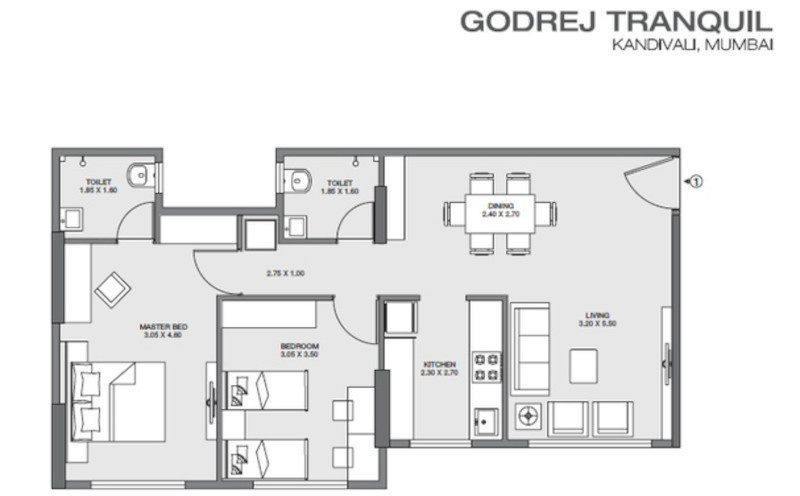 GODREJ TRANQUIL
KANDIVALI, MUMBAI
TOILET
1.85 X 1.60
TOILET
1.85 X 1.60
DINING
2.40 X 2.70
1
2.75 X 1.00
MASTER BED
3.05 X 4.60
BEDROOM
3.05 X 3.50
KITCHEN
2.30 X 2.70
LIVING
3.20 X 5.50